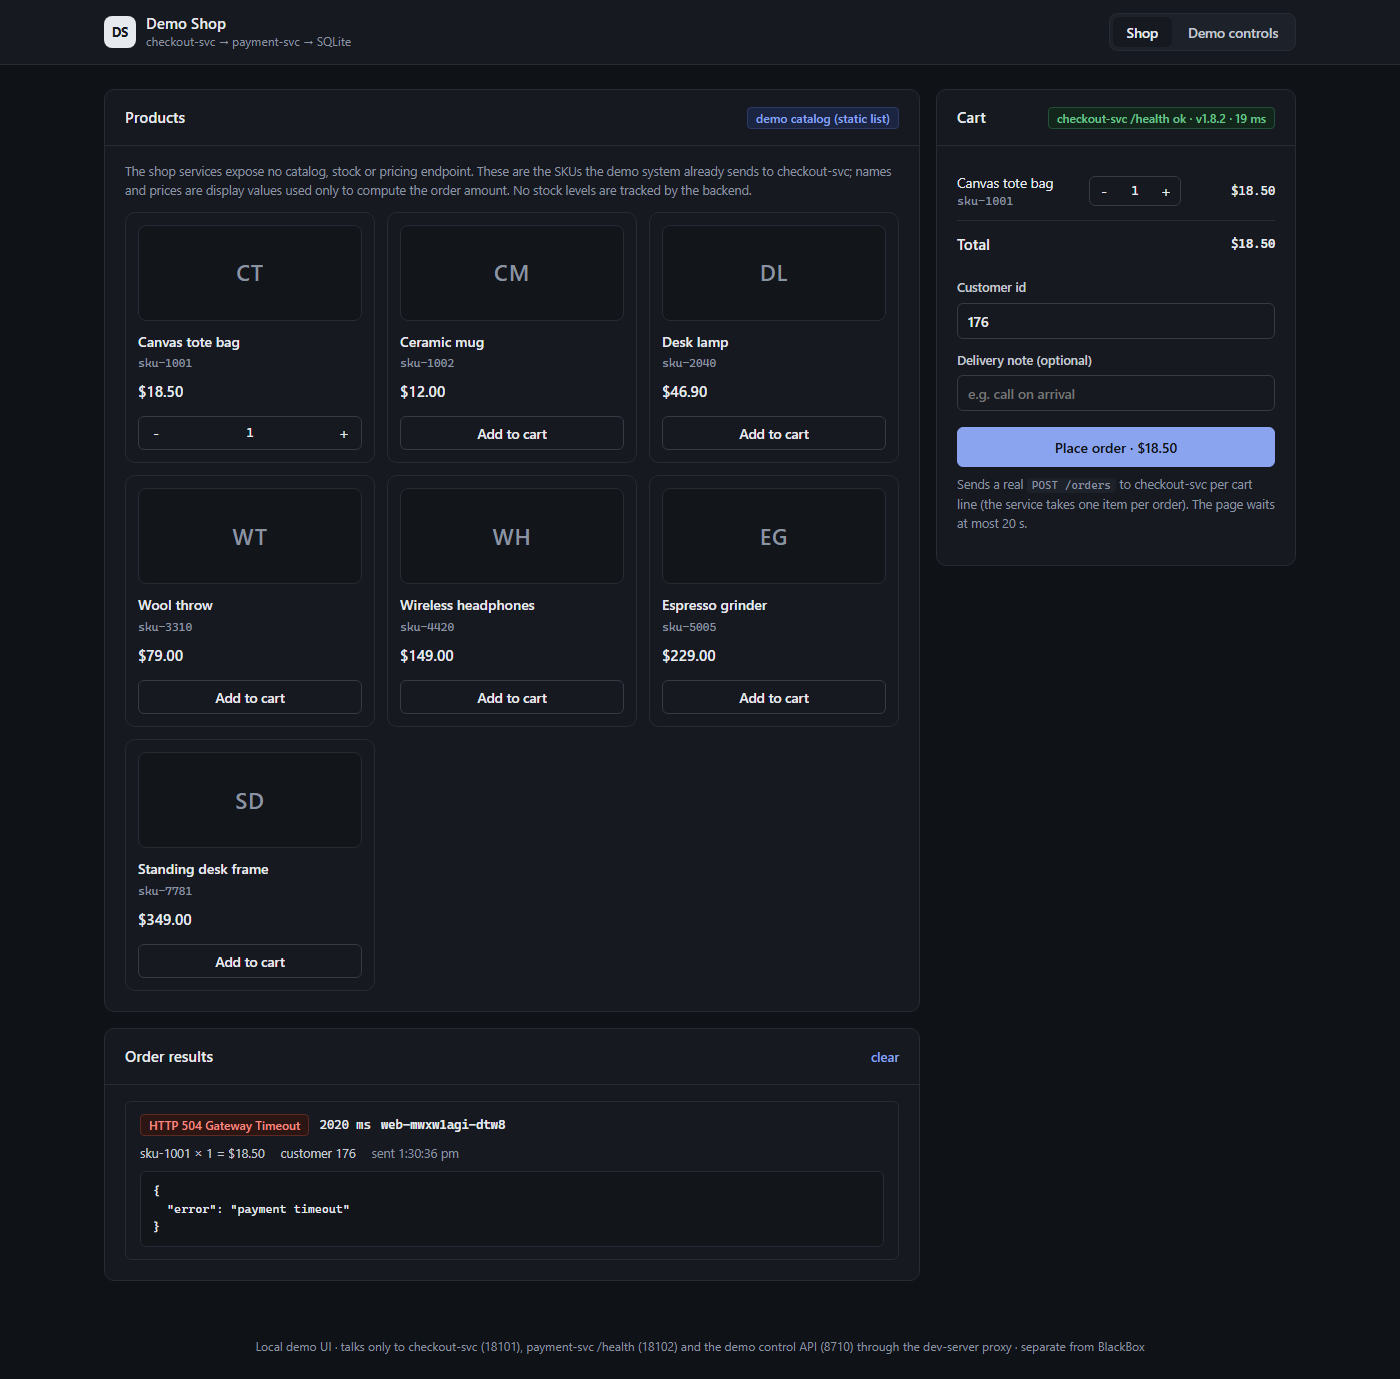 DS
Demo Shop
checkout-svc → payment-svc → SQLite
Shop
Demo controls
Products
demo catalog (static list)
The shop services expose no catalog, stock or pricing endpoint. These are the SKUs the demo system already sends to checkout-svc; names
and prices are display values used only to compute the order amount. No stock levels are tracked by the backend.
CT
Canvas tote bag
sku-1001
$18.50
- 1 +
CM
Ceramic mug
sku-1002
$12.00
Add to cart
DL
Desk lamp
sku-2040
$46.90
Add to cart
WT
Wool throw
sku-3310
$79.00
Add to cart
WH
Wireless headphones
sku-4420
$149.00
Add to cart
EG
Espresso grinder
sku-5005
$229.00
Add to cart
SD
Standing desk frame
sku-7781
$349.00
Add to cart
Cart
checkout-svc /health ok · v1.8.2 · 19 ms
Canvas tote bag
sku-1001
- 1 +
$18.50
Total
$18.50
Customer id
176
Delivery note (optional)
e.g. call on arrival
Place order · $18.50
Sends a real POST /orders to checkout-svc per cart
line (the service takes one item per order). The page waits
at most 20 s.
Order results
clear
HTTP 504 Gateway Timeout 2020 ms web-mwxw1agi-dtw8
sku-1001 × 1 = $18.50 customer 176 sent 1:30:36 pm
{
"error": "payment timeout"
}
Local demo UI · talks only to checkout-svc (18101), payment-svc /health (18102) and the demo control API (8710) through the dev-server proxy · separate from BlackBox